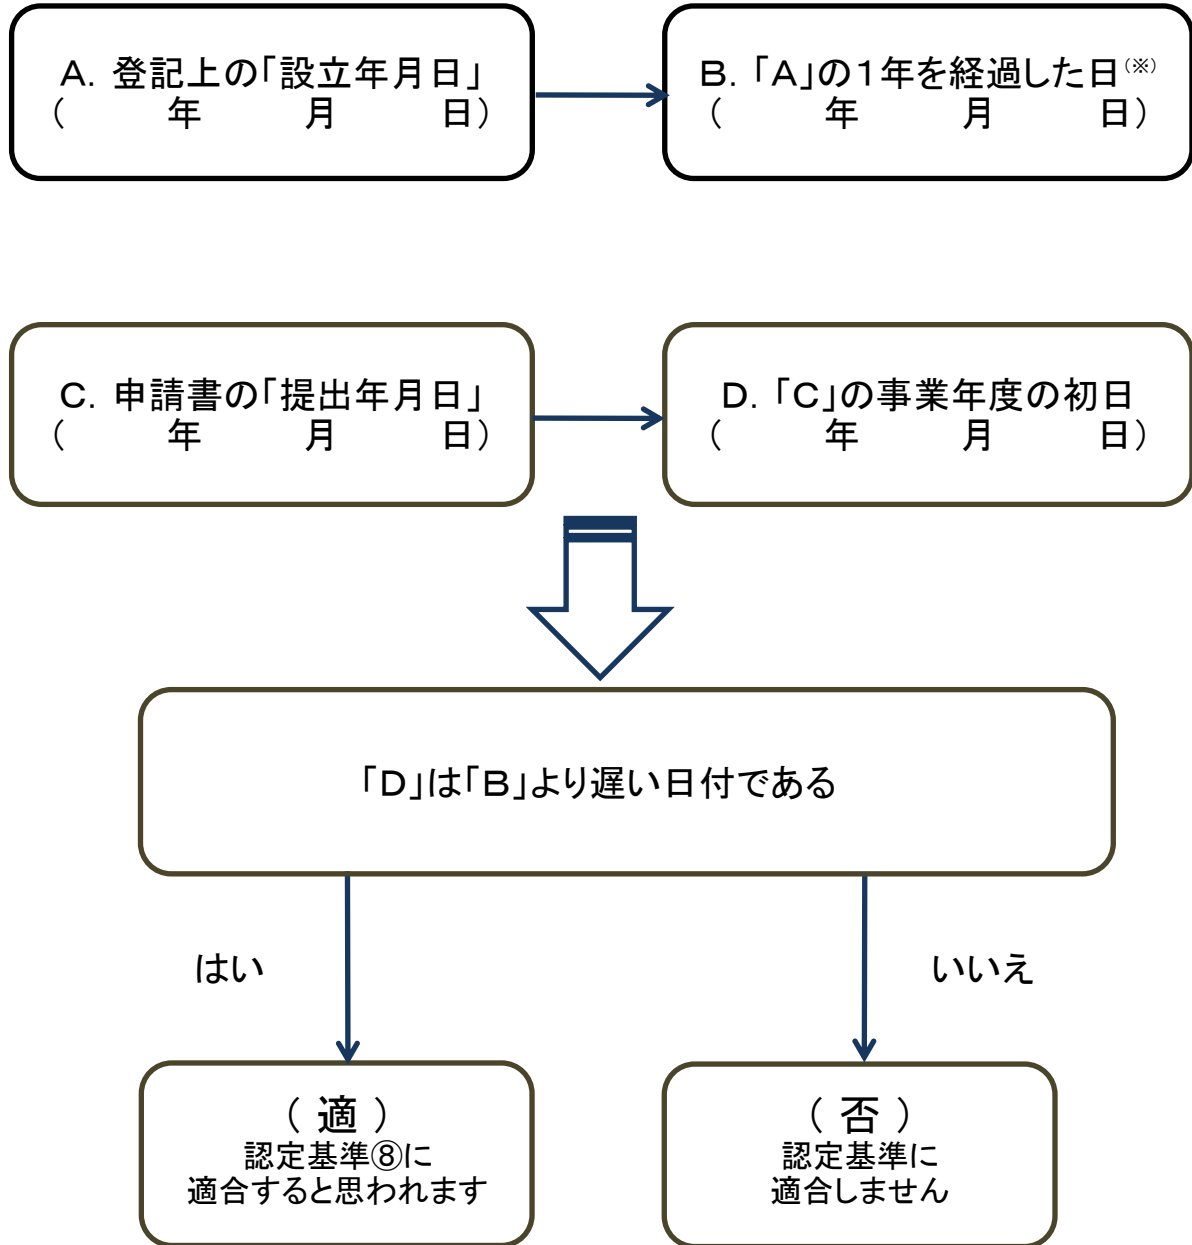 A. 登記上の「設立年月日」
(　　　年　　　月　　　日)
B. 「A」の1年を経過した日(※)
(　　　年　　　月　　　日)
C. 申請書の「提出年月日」
(　　　年　　　月　　　日)
D. 「C」の事業年度の初日
(　　　年　　　月　　　日)
「D」は「B」より遅い日付である
はい
いいえ
( 適 )
認定基準⑧に
適合すると思われます
( 否 )
認定基準に
適合しません